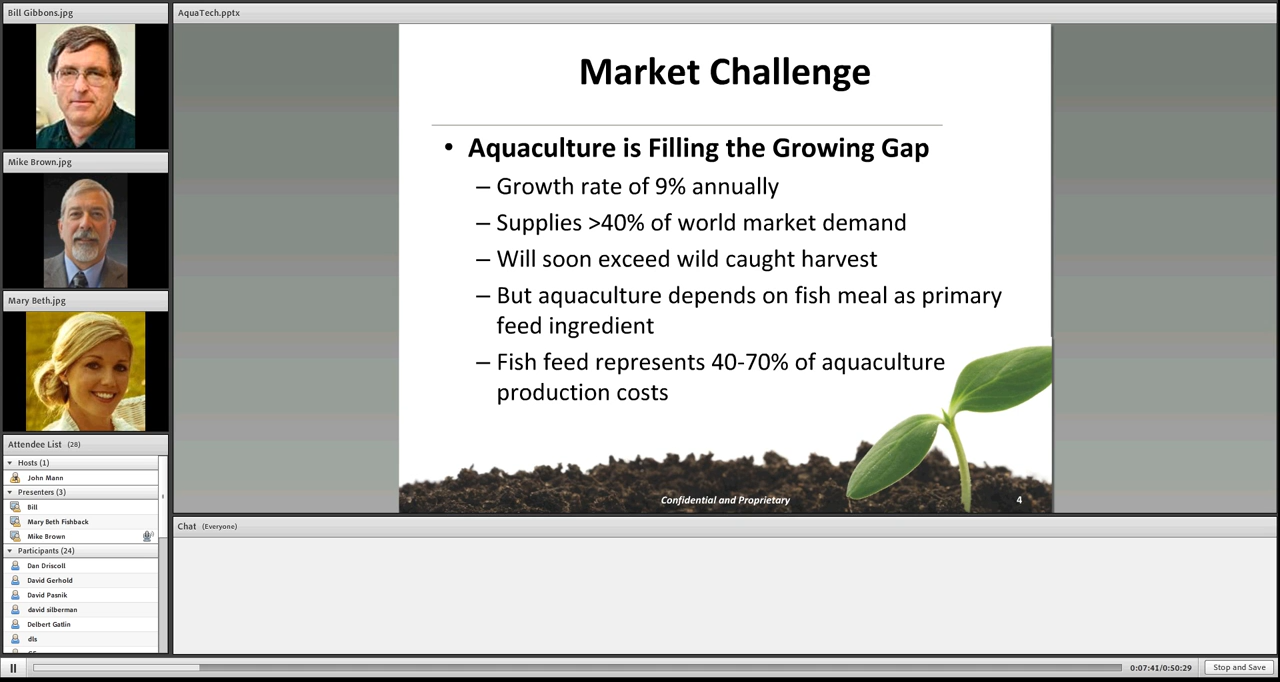 Bill Gibbons.jpg
Mike Brown.jpg
Mary Beth.jpg
Attendee List (28)
Hosts (1)
John Mann
Presenters (3)
Bill
Mary Beth Fishback
Mike Brown
Participants (24)
Dan Driscoll
David Gerhold
David Pasnik
david silberman
Delbert Gatlin
dls
AquaTech.pptx
Market Challenge
• Aquaculture is Filling the Growing Gap
– Growth rate of 9% annually
– Supplies >40% of world market demand
– Will soon exceed wild caught harvest
– But aquaculture depends on fish meal as primary
feed ingredient
– Fish feed represents 40-70% of aquaculture
production costs
Confidential and Proprietary
4
Chat (Everyone)
0:07:41/0:50:29
Stop and Save